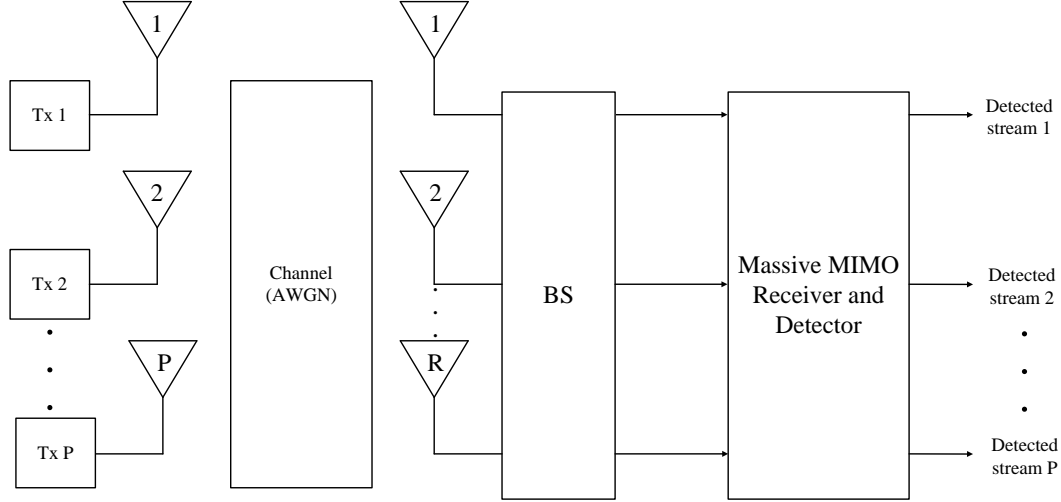 1
1
Tx 1
Detected
stream 1
2
2
Tx 2
Channel
(AWGN)
BS
Massive MIMO
Receiver and
Detector
Detected
stream 2
P
R
Tx P
Detected
stream P